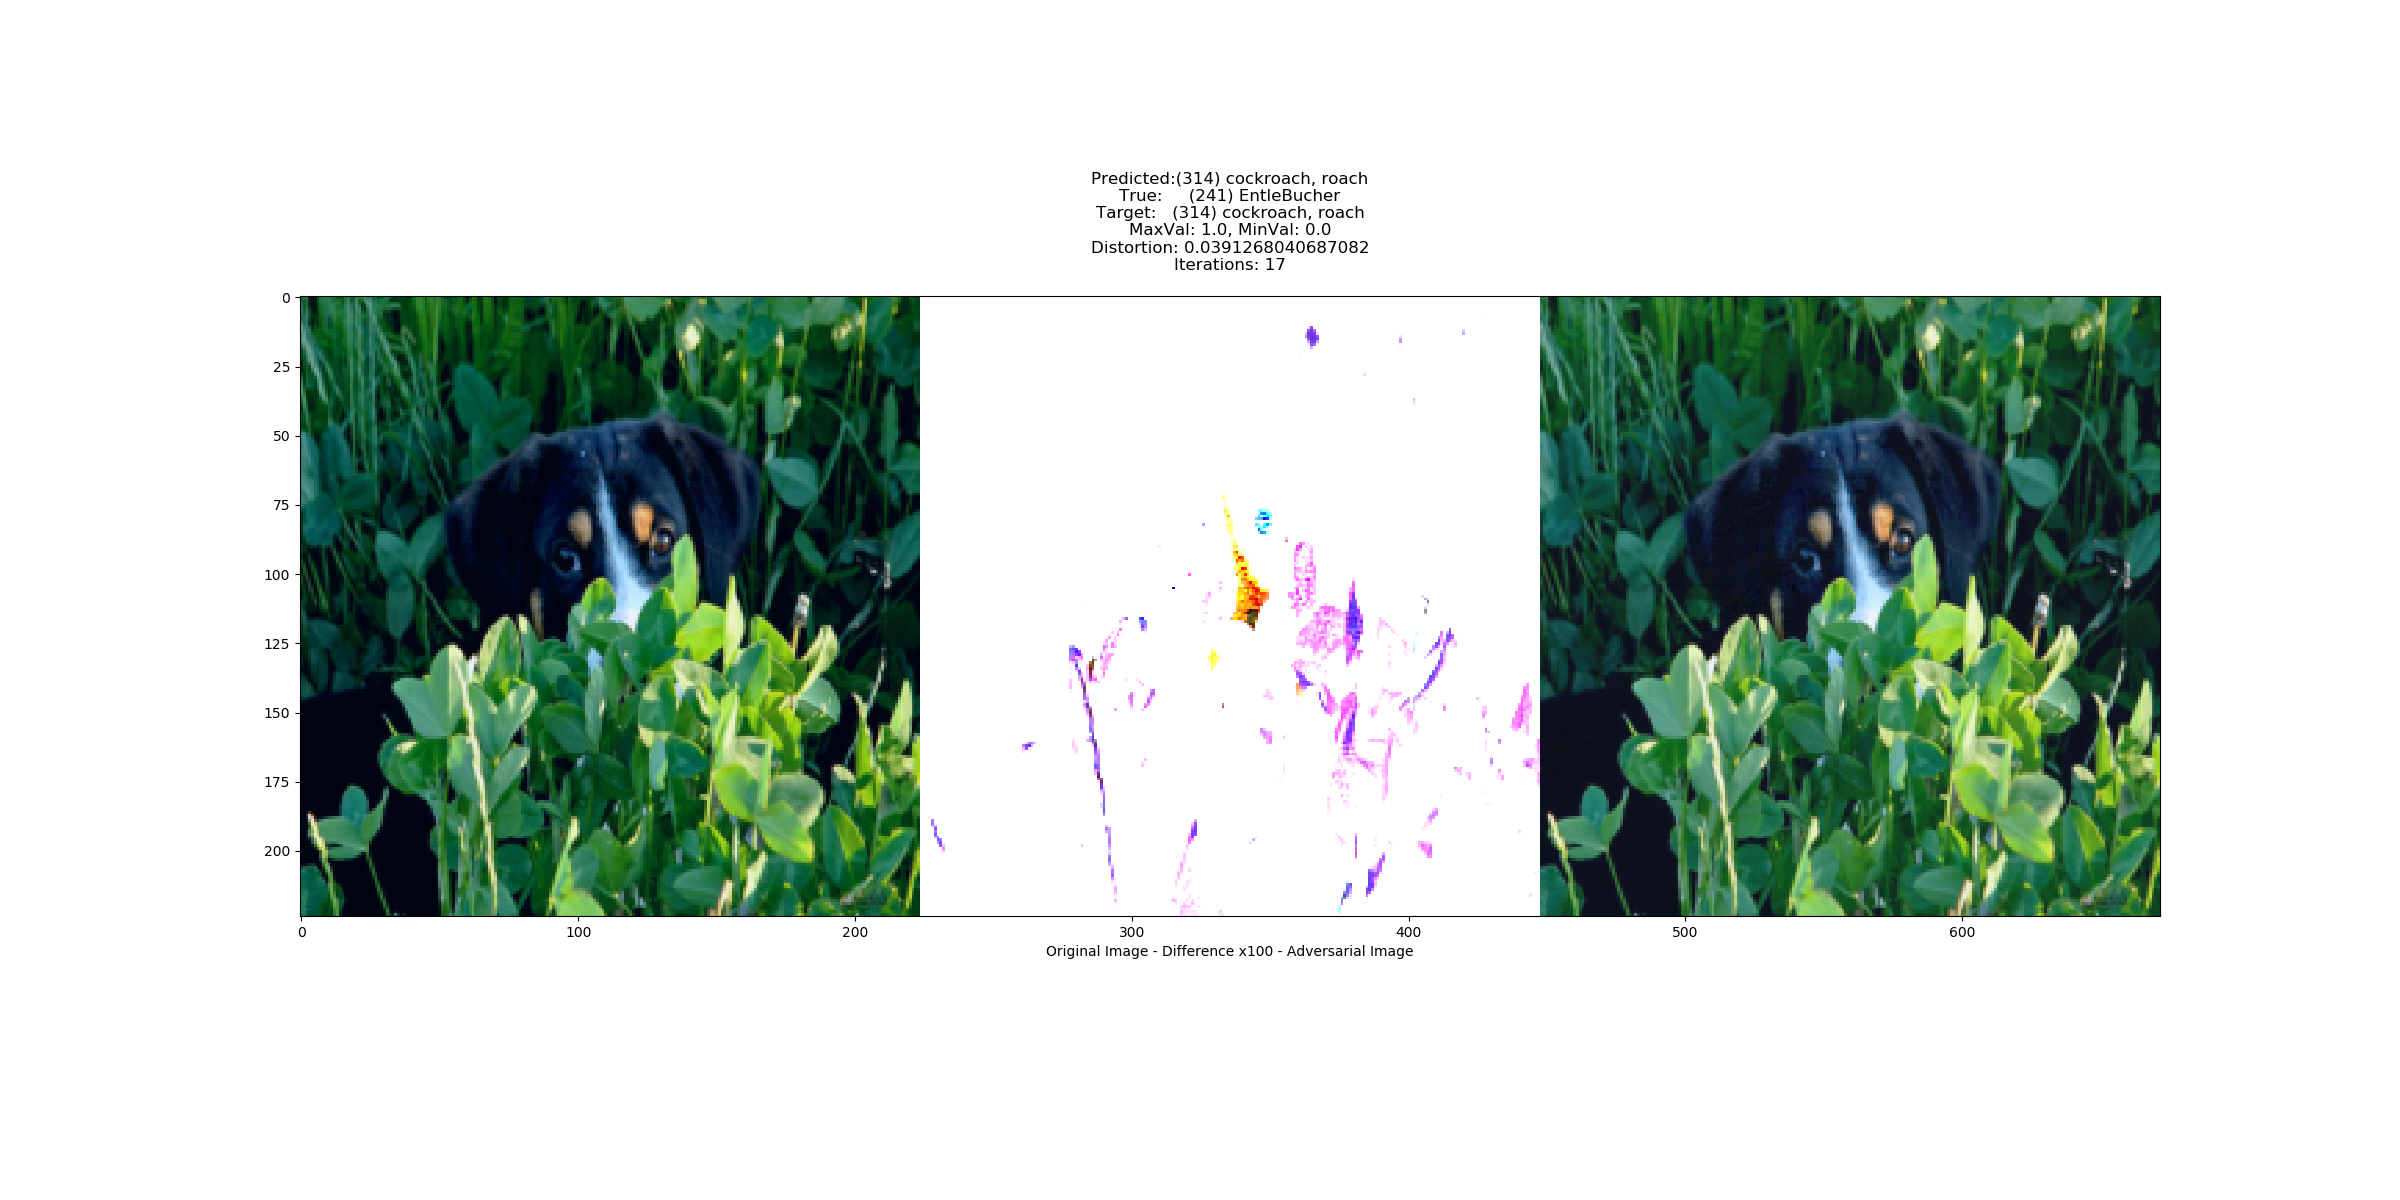 Predicted:(314) cockroach, roach
True: (241) EntleBucher
Target: (314) cockroach, roach
MaxVal: 1.0, MinVal: 0.0
Distortion: 0.0391268040687082
Iterations: 17
0
25
50
75
100
125
150
175
200
0 100 200 300 400 500 600
Original Image - Difference x100 - Adversarial Image